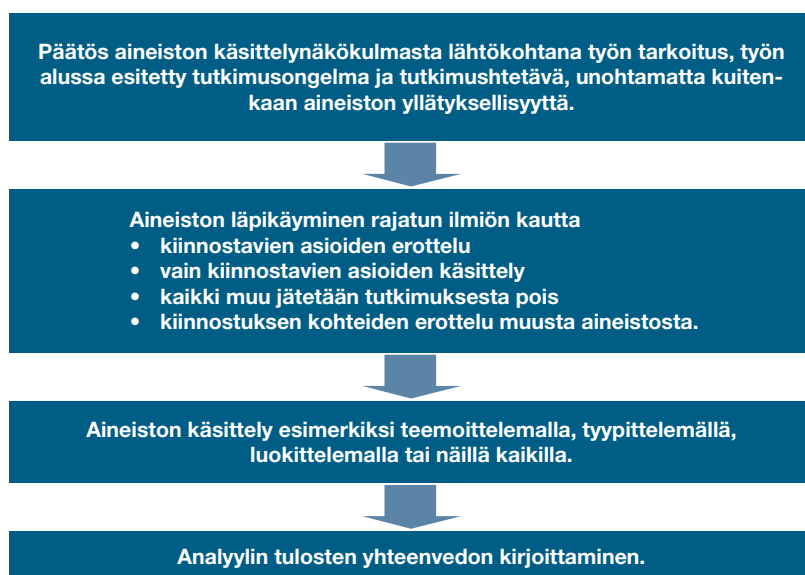 Päätös aineiston käsittelynäkökulmasta lähtökohtana työn tarkoitus, työn
alussa esitetty tutkimusongelma ja tutkimushtetävä, unohtamatta kuiten-
kaan aineiston yllätyksellisyyttä.
Aineiston läpikäyminen rajatun ilmiön kautta
• kiinnostavien asioiden erottelu
• vain kiinnostavien asioiden käsittely
• kaikki muu jätetään tutkimuksesta pois
• kiinnostuksen kohteiden erottelu muusta aineistosta.
Aineiston käsittely esimerkiksi teemoittelemalla, tyypittelemällä,
luokittelemalla tai näillä kaikilla.
Analyylin tulosten yhteenvedon kirjoittaminen.